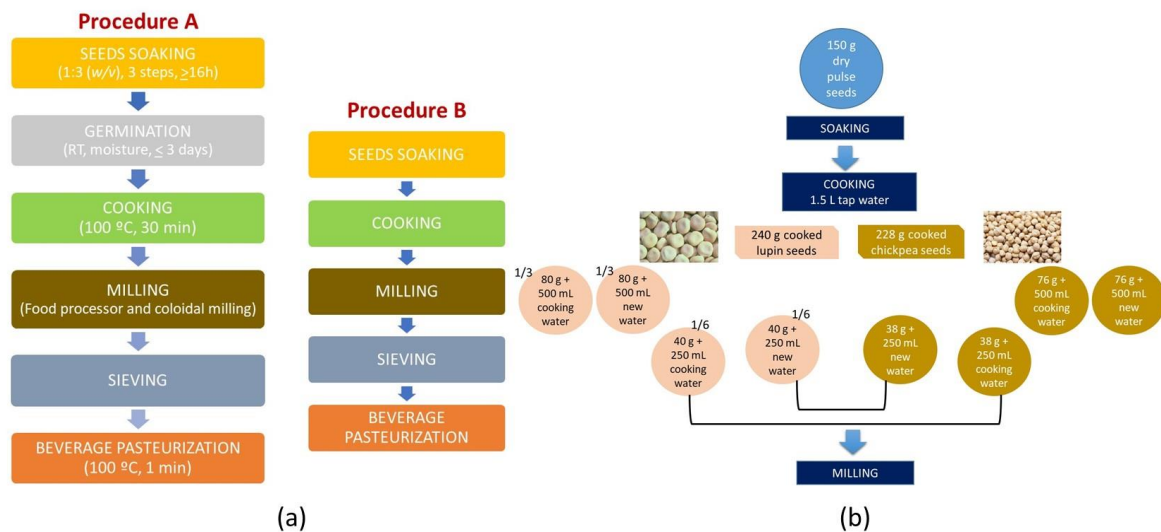 Procedure A
SEEDS SOAKING
(1:3 (w/v), 3 steps, ≥16h)
GERMINATION
(RT, moisture, ≤ 3 days)
COOKING
(100 ºC, 30 min)
MILLING
(Food processor and coloidal milling)
SIEVING
BEVERAGE PASTEURIZATION
(100 ºC, 1 min)
Procedure B
SEEDS SOAKING
COOKING
MILLING
SIEVING
BEVERAGE
PASTEURIZATION
(a)
150 g
dry
pulse
seeds
SOAKING
COOKING
1.5 L tap water
240 g cooked
lupin seeds
228 g cooked
chickpea seeds
1/3
80 g +
500 mL
cooking
water
1/3
80 g +
500 mL
new
water
76 g +
500 mL
cooking
water
76 g +
500 mL
new
water
1/6
40 g +
250 mL
cooking
water
1/6
40 g +
250 mL
new
water
38 g +
250 mL
new
water
38 g +
250 mL
cooking
water
MILLING
(b)